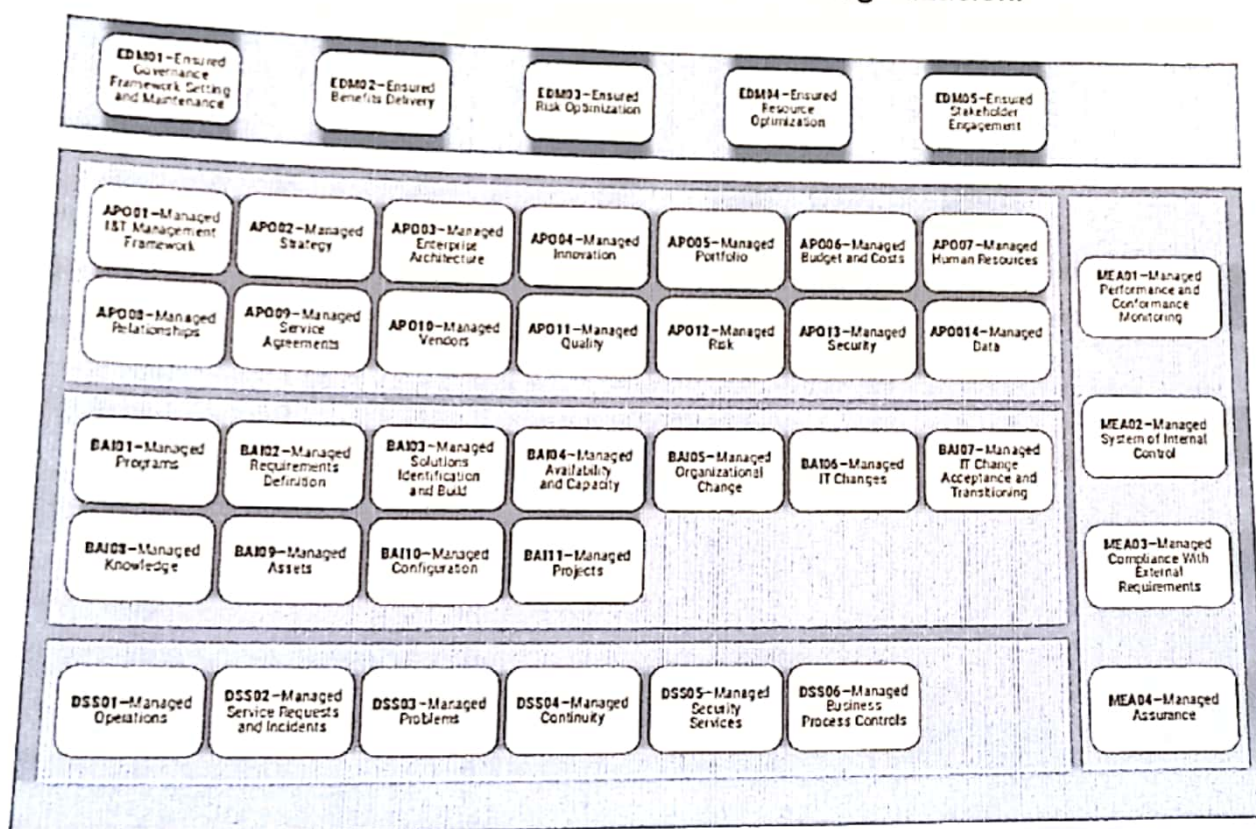 EDM01–Ensured
Governance
Framework Setting
and Maintenance
EDM02–Ensured
Benefits Delivery
EDM03–Ensured
Risk Optimization
EDM04–Ensured
Resource
Optimization
EDM05–Ensured
Stakeholder
Engagement
APO01–Managed
I&T Management
Framework
APO02–Managed
Strategy
APO03–Managed
Enterprise
Architecture
APO04–Managed
Innovation
APO05–Managed
Portfolio
APO06–Managed
Budget and Costs
APO07–Managed
Human Resources
APO08–Managed
Relationships
APO09–Managed
Service
Agreements
APO10–Managed
Vendors
APO11–Managed
Quality
APO12–Managed
Risk
APO13–Managed
Security
APO014–Managed
Data
MEA01–Managed
Performance and
Conformance
Monitoring
BAI01–Managed
Programs
BAI02–Managed
Requirements
Definition
BAI03–Managed
Solutions
Identification
and Build
BAI04–Managed
Availability
and Capacity
BAI05–Managed
Organizational
Change
BAI06–Managed
IT Changes
BAI07–Managed
IT Change
Acceptance and
Transitioning
MEA02–Managed
System of Internal
Control
BAI08–Managed
Knowledge
BAI09–Managed
Assets
BAI10–Managed
Configuration
BAI11–Managed
Projects
MEA03–Managed
Compliance With
External
Requirements
DSS01–Managed
Operations
DSS02–Managed
Service Requests
and Incidents
DSS03–Managed
Problems
DSS04–Managed
Continuity
DSS05–Managed
Security
Services
DSS06–Managed
Business
Process Controls
MEA04–Managed
Assurance